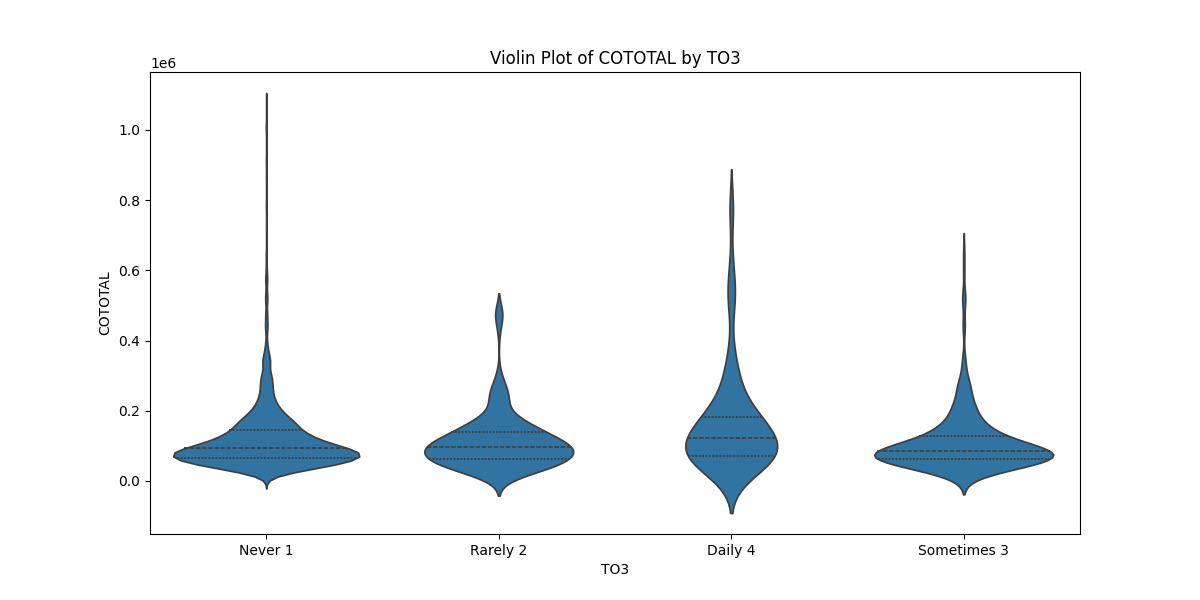 Violin Plot of COTOTAL by TO3
1e6
1.0
0.8
0.6
0.4
0.2
0.0
COTOTAL
Never 1 Rarely 2 Daily 4 Sometimes 3
TO3